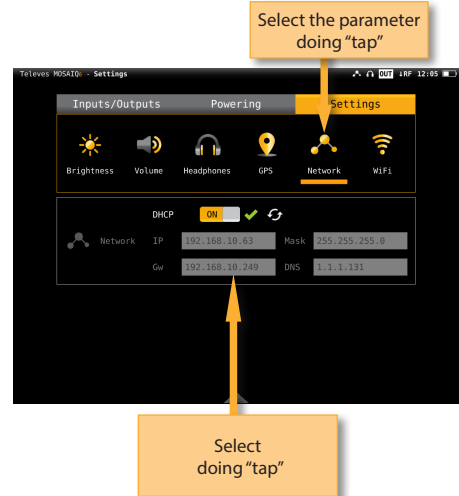 Select the parameter
doing “tap”
Televes MOSAIQ6 - Settings OUT ↓RF 12:05
Inputs/Outputs Powering Settings
Brightness Volume Headphones GPS Network WiFi
DHCP ON
Network IP 192.168.10.63 Mask 255.255.255.0
Gw 192.168.10.249 DNS 1.1.1.131
Select
doing “tap”